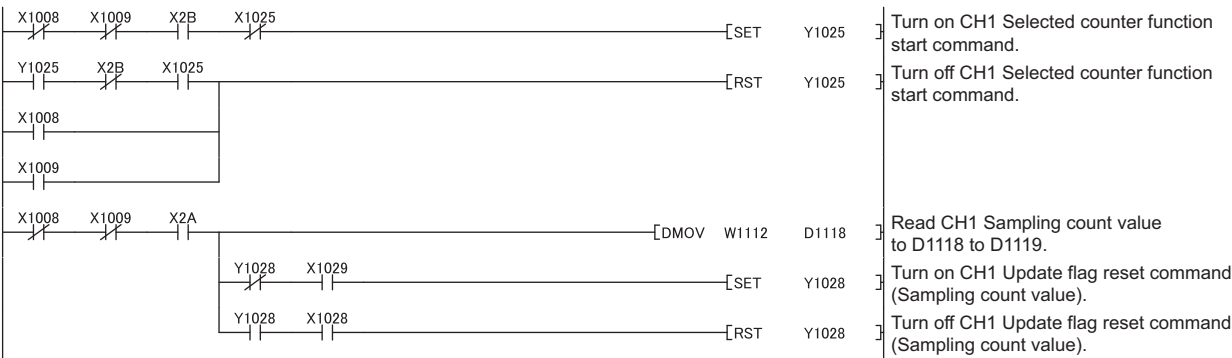 X1008 X1009 X2B X1025
[SET Y1025 ]
Turn on CH1 Selected counter function
start command.
Y1025 X2B X1025
[RST Y1025 ]
Turn off CH1 Selected counter function
start command.
X1008
X1009
X1008 X1009 X2A
[DMOV W1112 D1118 ]
Read CH1 Sampling count value
to D1118 to D1119.
Y1028 X1029
[SET Y1028 ]
Turn on CH1 Update flag reset command
(Sampling count value).
Y1028 X1028
[RST Y1028 ]
Turn off CH1 Update flag reset command
(Sampling count value).